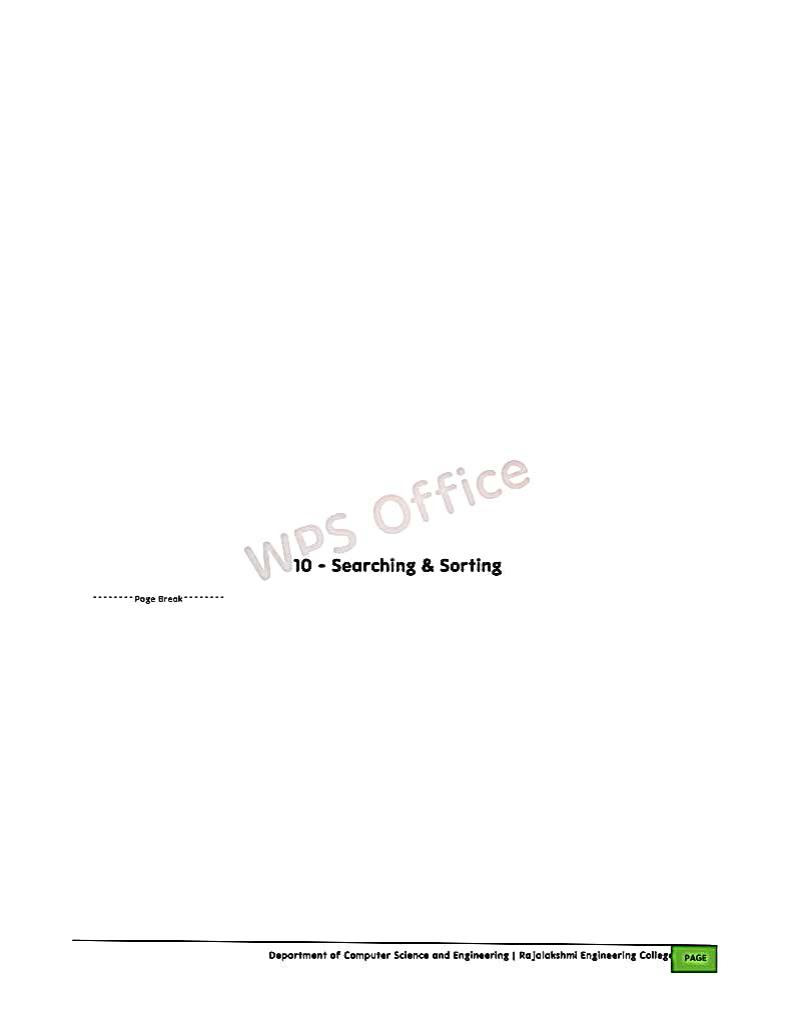 WPS Office
10 - Searching & Sorting
--------Page Break--------
Department of Computer Science and Engineering | Rajalakshmi Engineering College
PAGE